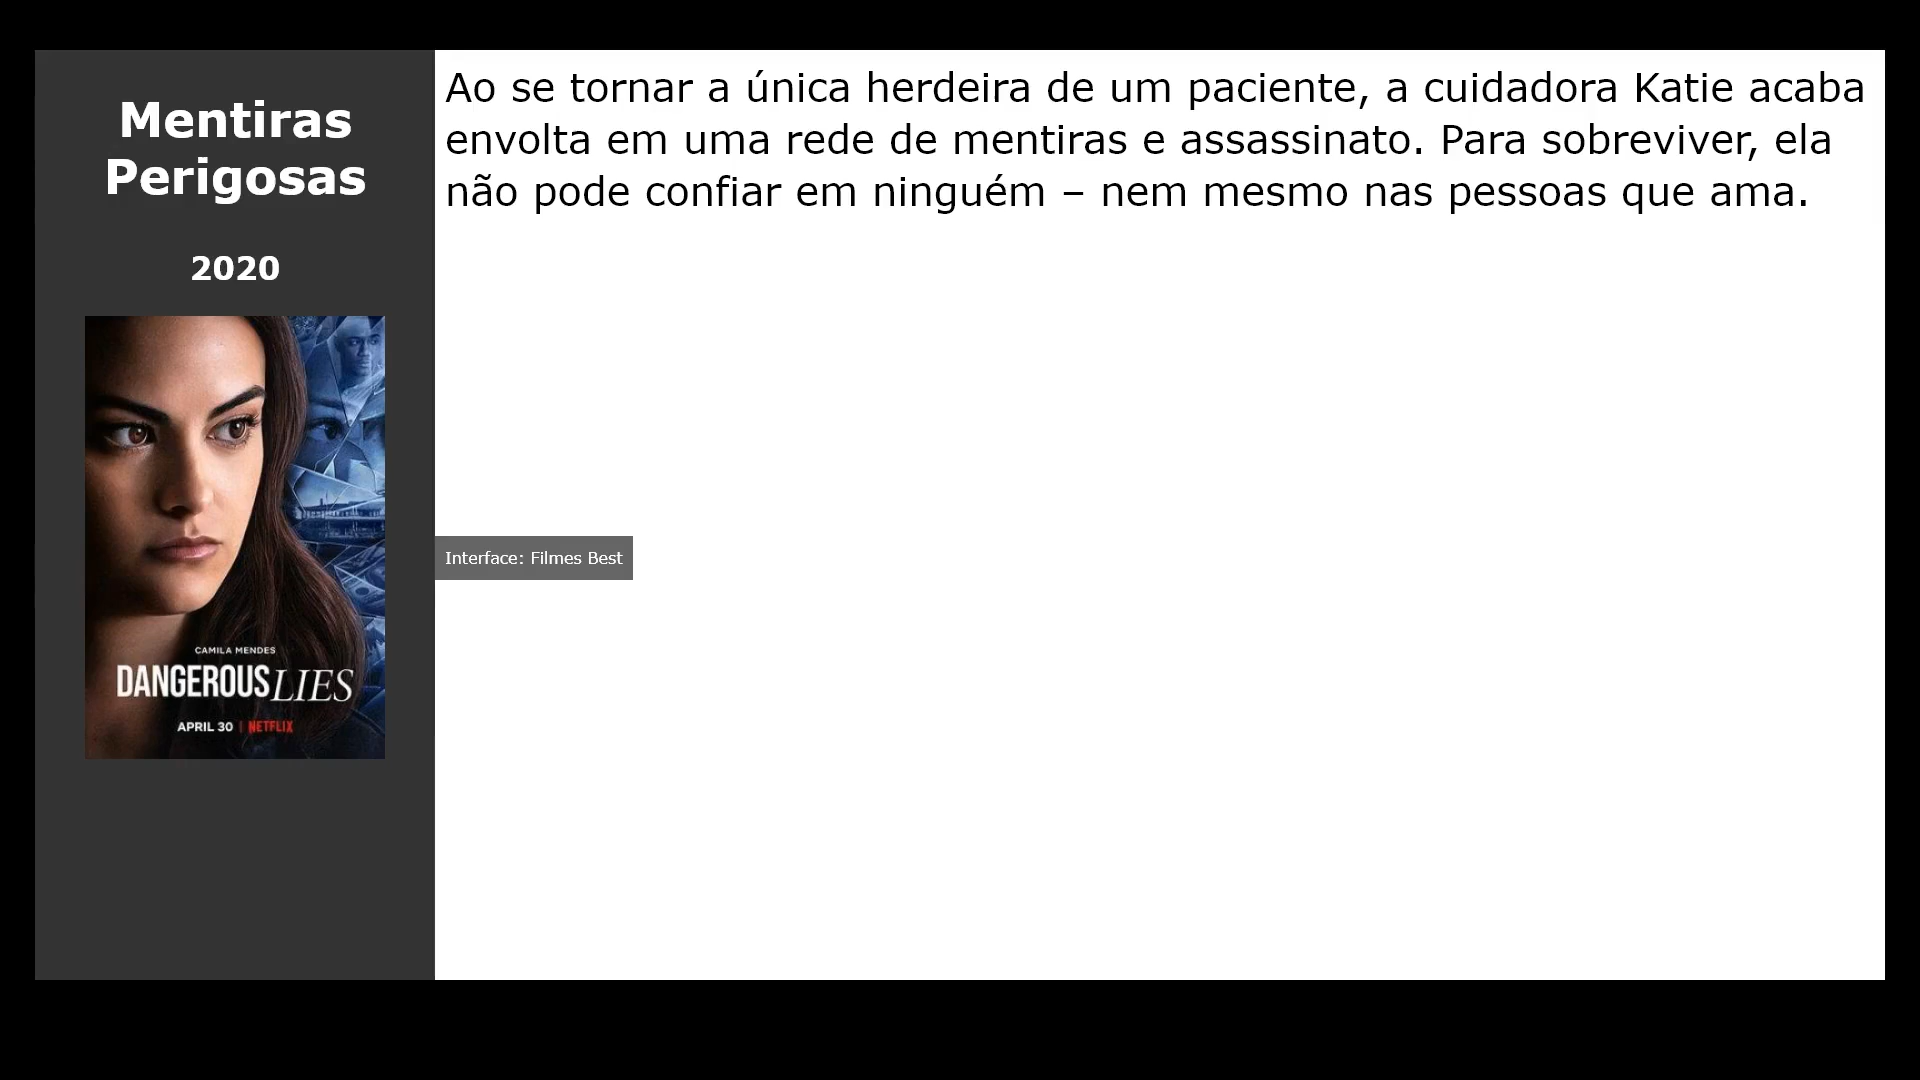 Mentiras
Perigosas
2020
CAMILA MENDES
DANGEROUS LIES
APRIL 30 | NETFLIX
Ao se tornar a única herdeira de um paciente, a cuidadora Katie acaba
envolta em uma rede de mentiras e assassinato. Para sobreviver, ela
não pode confiar em ninguém – nem mesmo nas pessoas que ama.
Interface: Filmes Best